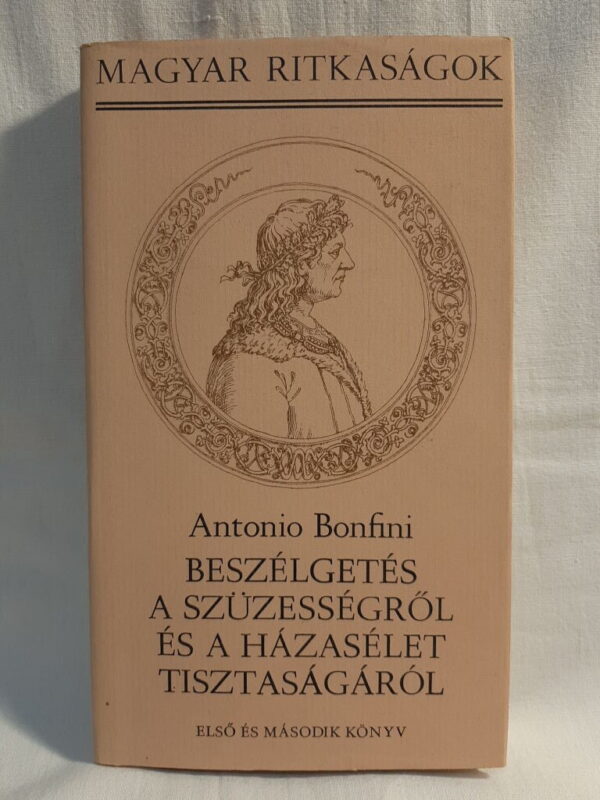 MAGYAR RITKASÁGOK
Antonio Bonfini
BESZÉLGETÉS
A SZÜZESSÉGRŐL
ÉS A HÁZASÉLET
TISZTASÁGÁRÓL
ELSŐ ÉS MÁSODIK KÖNYV